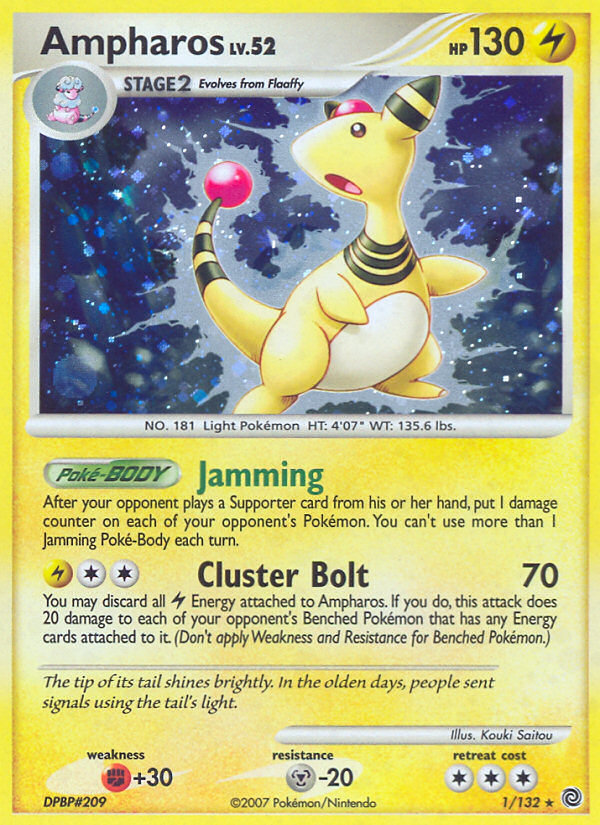 Ampharos LV.52
HP 130
STAGE2 Evolves from Flaaffy
NO. 181 Light Pokémon HT: 4'07" WT: 135.6 lbs.
Poké-BODY Jamming
After your opponent plays a Supporter card from his or her hand, put 1 damage
counter on each of your opponent's Pokémon. You can't use more than 1
Jamming Poké-Body each turn.
Cluster Bolt 70
You may discard all Energy attached to Ampharos. If you do, this attack does
20 damage to each of your opponent's Benched Pokémon that has any Energy
cards attached to it. (Don't apply Weakness and Resistance for Benched Pokémon.)
The tip of its tail shines brightly. In the olden days, people sent
signals using the tail's light.
Illus. Kouki Saitou
weakness resistance retreat cost
+30 -20
DPBP#209 ©2007 Pokémon/Nintendo 1/132 ★